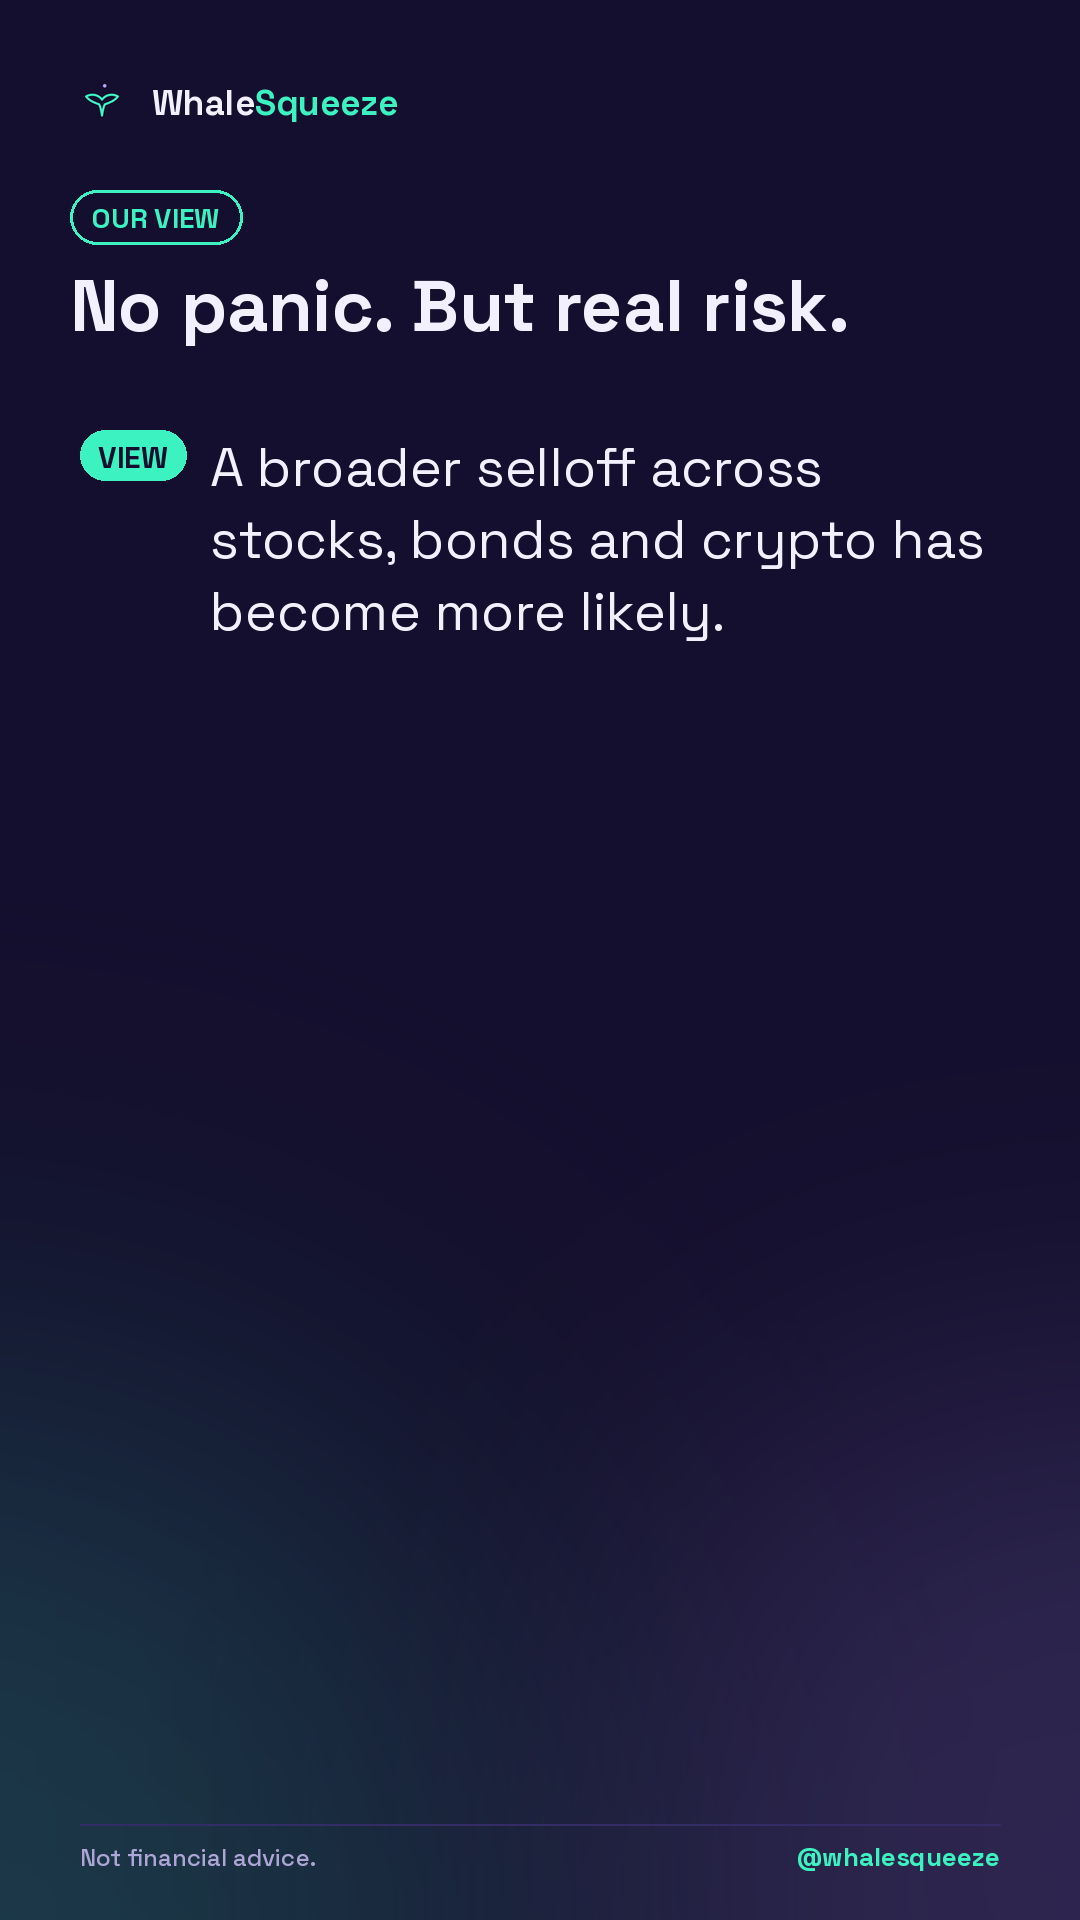 WhaleSqueeze
OUR VIEW
No panic. But real risk.
VIEW
A broader selloff across
stocks, bonds and crypto has
become more likely.
Not financial advice.
@whalesqueeze